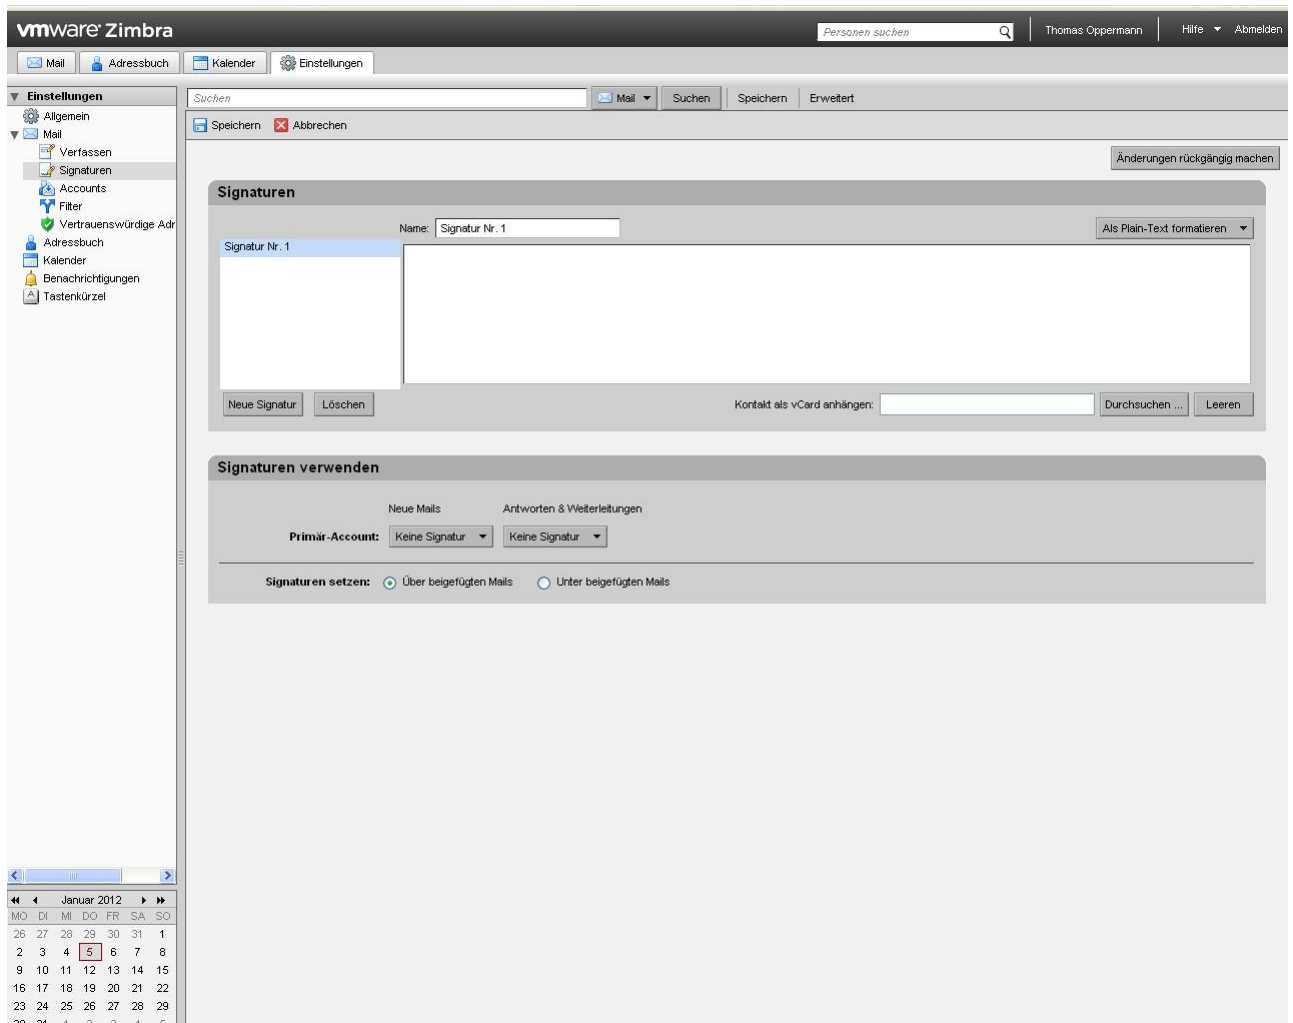 vmware® Zimbra
Personen suchen
Thomas Oppermann
Hilfe
Abmelden
Mail
Adressbuch
Kalender
Einstellungen
Einstellungen
Allgemein
Mail
Verfassen
Signaturen
Accounts
Filter
Vertrauenswürdige Adr
Adressbuch
Kalender
Benachrichtigungen
A Tastenkürzel
Suchen
Mail
Suchen
Speichern
Erweitert
Speichern
Abbrechen
Änderungen rückgängig machen
Signaturen
Name: Signatur Nr. 1
Als Plain-Text formatieren
Signatur Nr. 1
Neue Signatur
Löschen
Kontakt als vCard anhängen:
Durchsuchen ...
Leeren
Signaturen verwenden
Neue Mails
Antworten & Weiterleitungen
Primär-Account: Keine Signatur Keine Signatur
Signaturen setzen: Über beigefügten Mails Unter beigefügten Mails
Januar 2012
MO DI MI DO FR SA SO
26 27 28 29 30 31 1
2 3 4 5 6 7 8
9 10 11 12 13 14 15
16 17 18 19 20 21 22
23 24 25 26 27 28 29